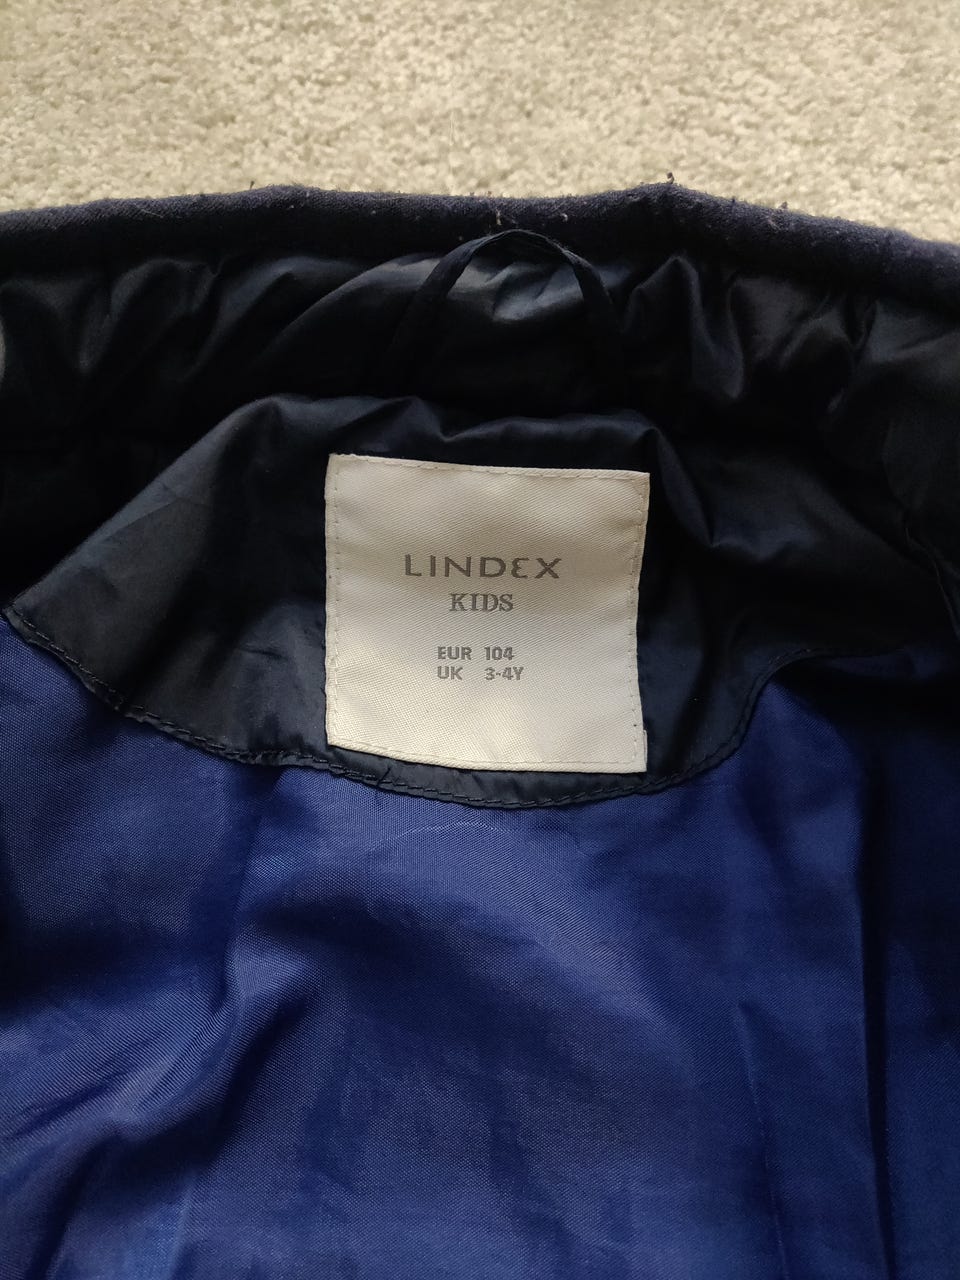 LINDEX
KIDS
EUR 104
UK 3-4Y